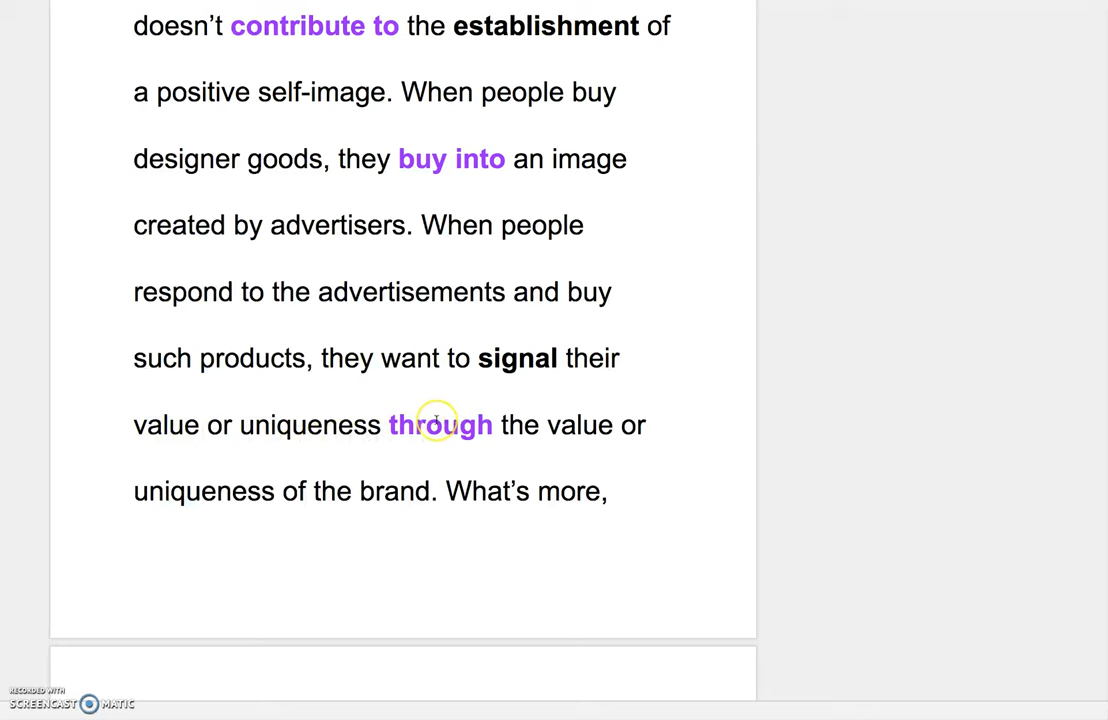 doesn’t contribute to the establishment of
a positive self-image. When people buy
designer goods, they buy into an image
created by advertisers. When people
respond to the advertisements and buy
such products, they want to signal their
value or uniqueness through the value or
uniqueness of the brand. What’s more,
RECORDED WITH
SCREENCAST MATIC